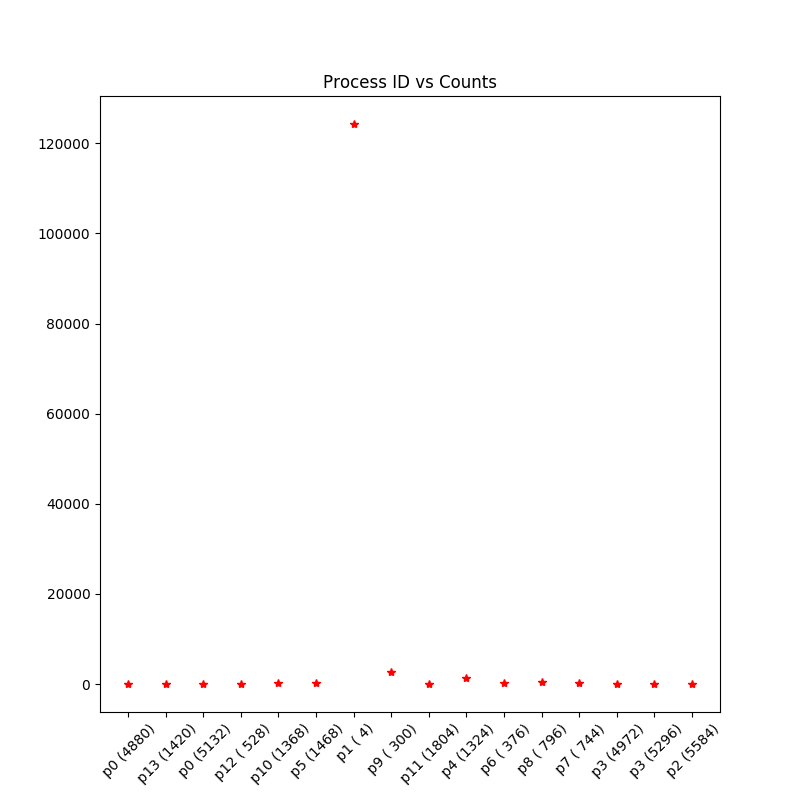 Process ID vs Counts
120000
100000
80000
60000
40000
20000
0
p0 (4880)
p13 (1420)
p0 (5132)
p12 ( 528)
p10 (1368)
p5 (1468)
p1 ( 4)
p9 ( 300)
p11 (1804)
p4 (1324)
p6 ( 376)
p8 ( 796)
p7 ( 744)
p3 (4972)
p3 (5296)
p2 (5584)